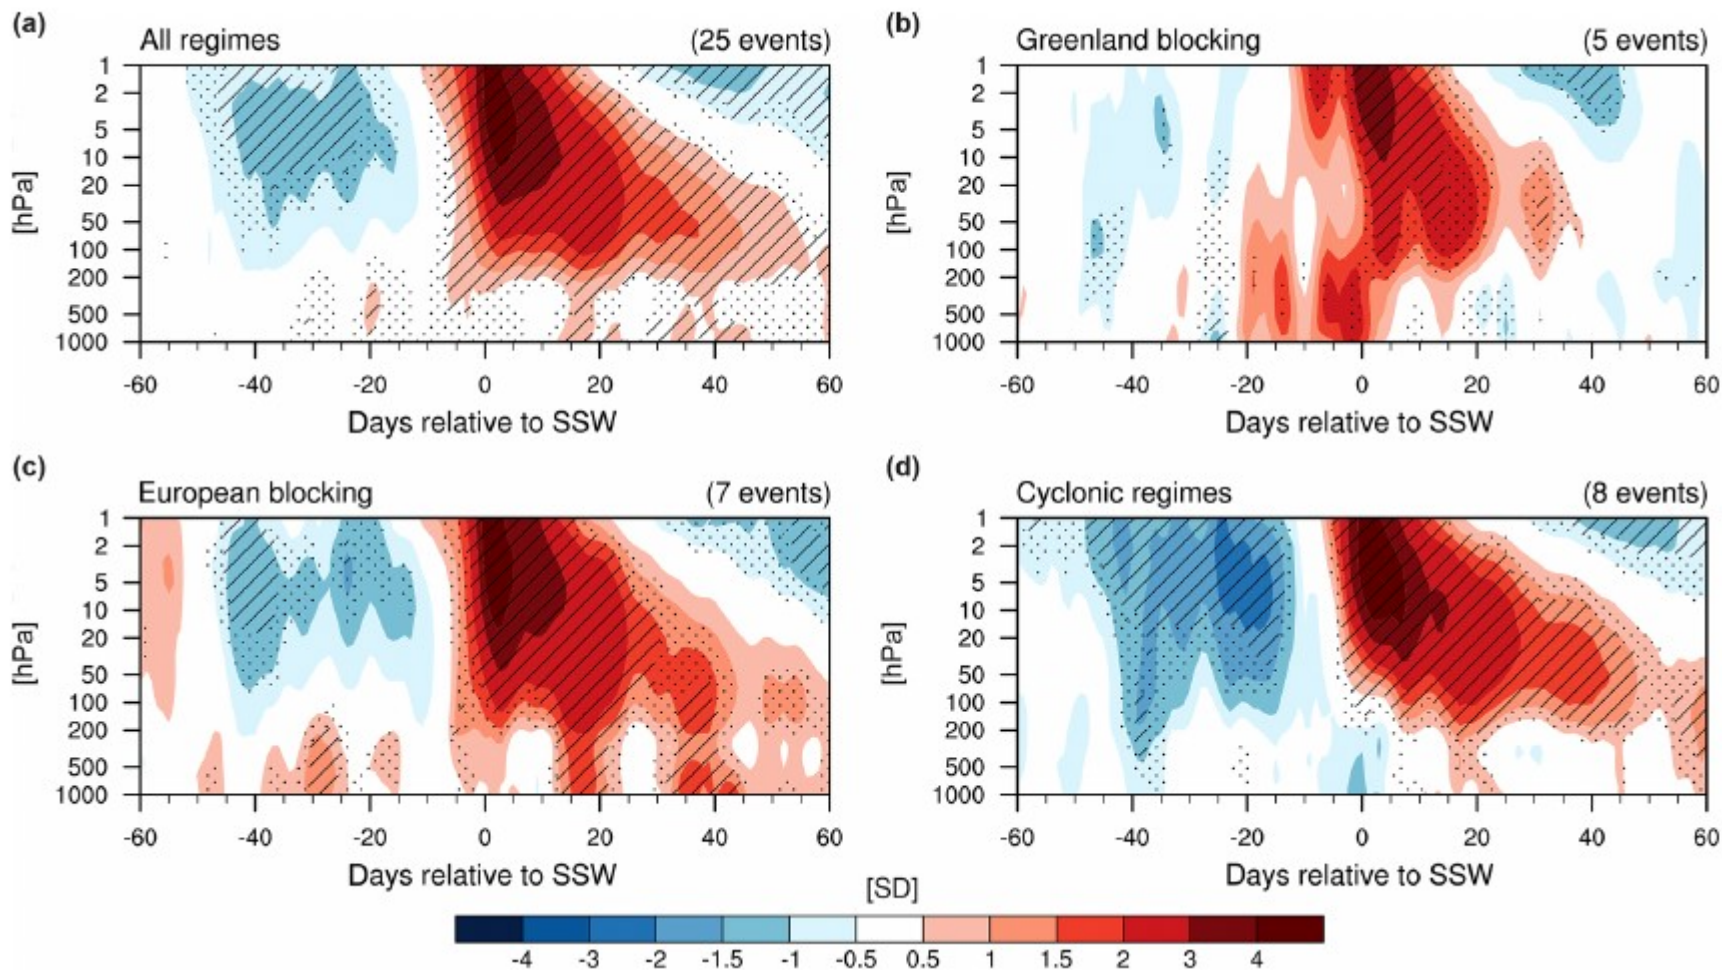 (a)
All regimes (25 events)
1
2
5
10
20
50
100
200
500
1000
[hPa]
-60 -40 -20 0 20 40 60
Days relative to SSW
(b)
Greenland blocking (5 events)
1
2
5
10
20
50
100
200
500
1000
[hPa]
-60 -40 -20 0 20 40 60
Days relative to SSW
(c)
European blocking (7 events)
1
2
5
10
20
50
100
200
500
1000
[hPa]
-60 -40 -20 0 20 40 60
Days relative to SSW
(d)
Cyclonic regimes (8 events)
1
2
5
10
20
50
100
200
500
1000
[hPa]
-60 -40 -20 0 20 40 60
Days relative to SSW
[SD]
-4 -3 -2 -1.5 -1 -0.5 0.5 1 1.5 2 3 4